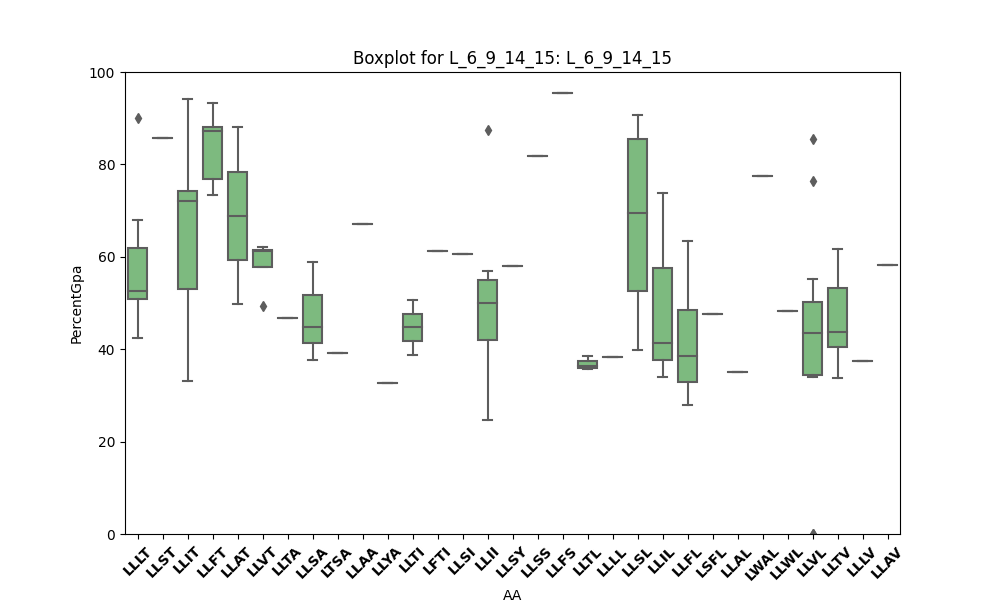 Boxplot for L_6_9_14_15: L_6_9_14_15
PercentGpa
100
80
60
40
20
0
LLLT LLST LLIT LLFT LLAT LLVT LLTA LLSA LTSA LLAA LLYA LLTI LFTI LLSI LLII LLSY LLSS LLFS LLTL LLLL LLSL LLIL LLFL LSFL LLAL LWAL LLWL LLVL LLTV LLLV LLAV
AA